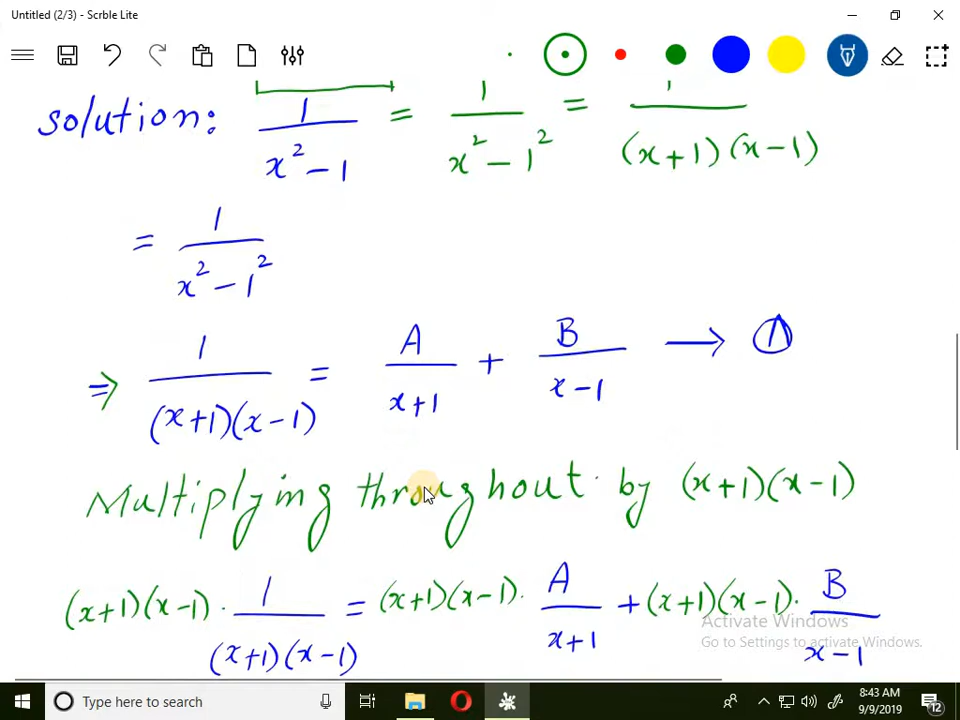 Untitled (2/3) - Scrble Lite
solution: 1/(x² - 1) = 1/(x² - 1²) = 1/((x+1)(x-1))
= 1/(x² - 1²)
⇒ 1/((x+1)(x-1)) = A/(x+1) + B/(x-1) → Ⓐ
Multiplying throughout by (x+1)(x-1)
(x+1)(x-1) · 1/((x+1)(x-1)) = (x+1)(x-1) · A/(x+1) + (x+1)(x-1) · B/(x-1)
Activate Windows
Go to Settings to activate Windows.
Type here to search
8:43 AM
9/9/2019
12